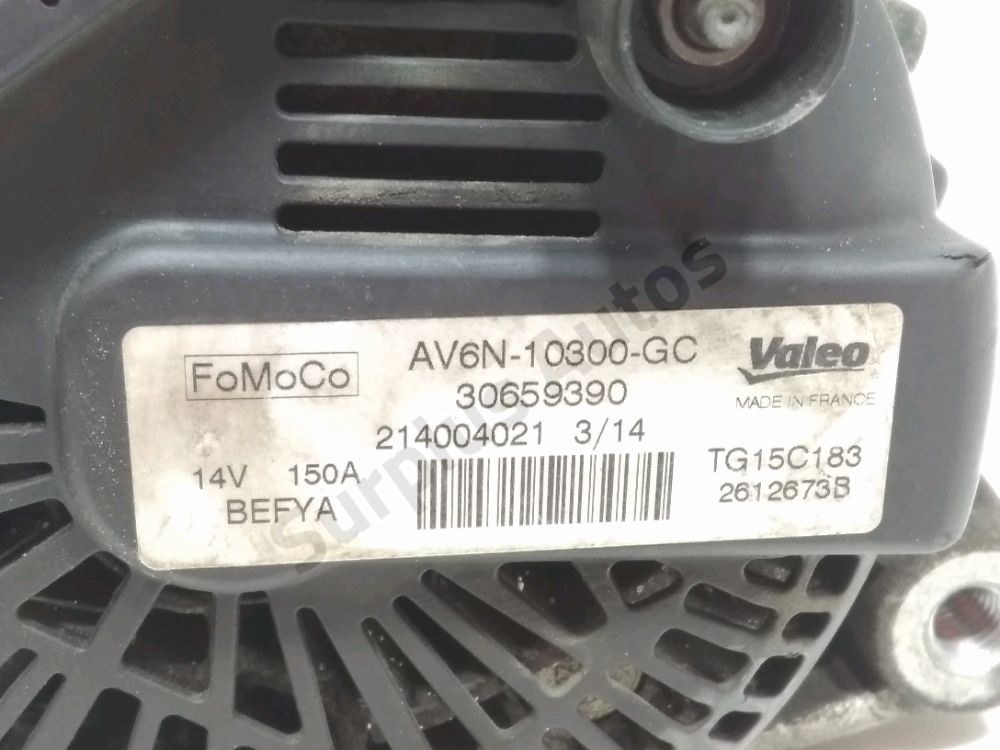 FoMoCo
AV6N-10300-GC
Valeo
30659390
MADE IN FRANCE
214004021 3/14
14V 150A
TG15C183
BEFYA
2612673B
Surplus Autos